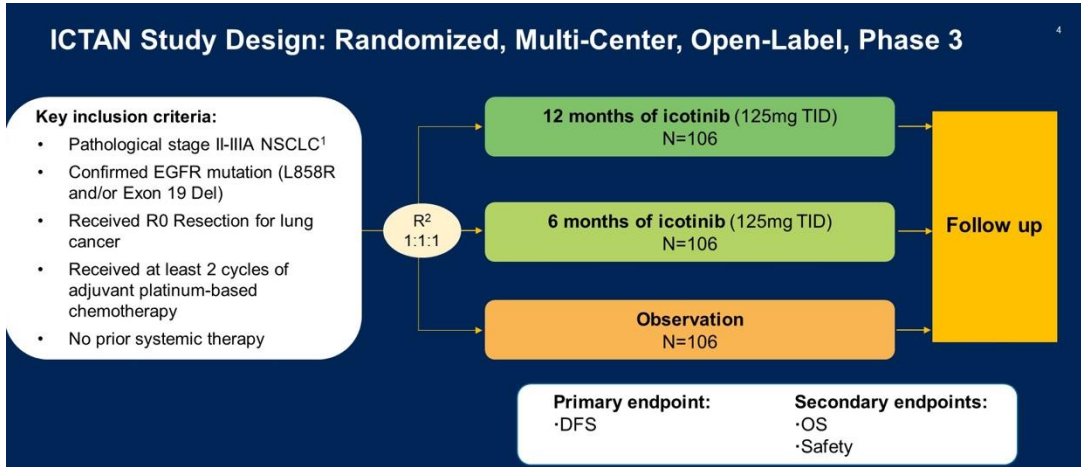 ICTAN Study Design: Randomized, Multi-Center, Open-Label, Phase 3
4
Key inclusion criteria:
• Pathological stage II-IIIA NSCLC¹
• Confirmed EGFR mutation (L858R
and/or Exon 19 Del)
• Received R0 Resection for lung
cancer
• Received at least 2 cycles of
adjuvant platinum-based
chemotherapy
• No prior systemic therapy
R²
1:1:1
12 months of icotinib (125mg TID)
N=106
6 months of icotinib (125mg TID)
N=106
Observation
N=106
Follow up
Primary endpoint:
·DFS
Secondary endpoints:
·OS
·Safety